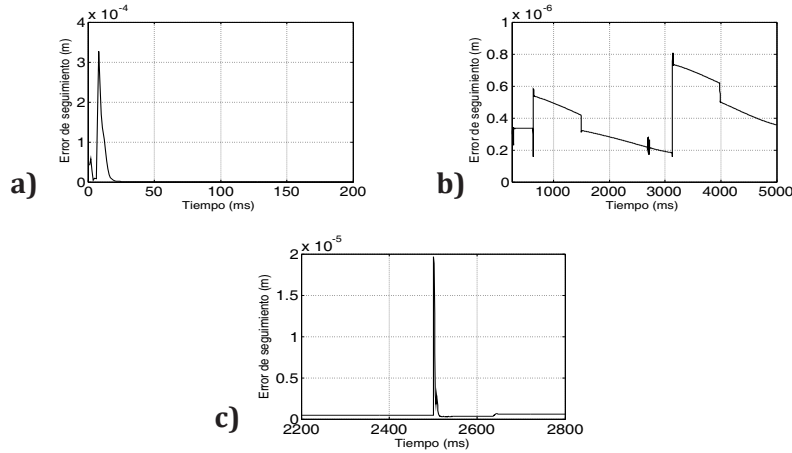 4 x 10-4
3
2
1
0
0 50 100 150 200
Error de seguimiento (m)
Tiempo (ms)
a)
1 x 10-6
0.8
0.6
0.4
0.2
0
1000 2000 3000 4000 5000
Error de seguimiento (m)
Tiempo (ms)
b)
2 x 10-5
1.5
1
0.5
0
2200 2400 2600 2800
Error de seguimiento (m)
Tiempo (ms)
c)